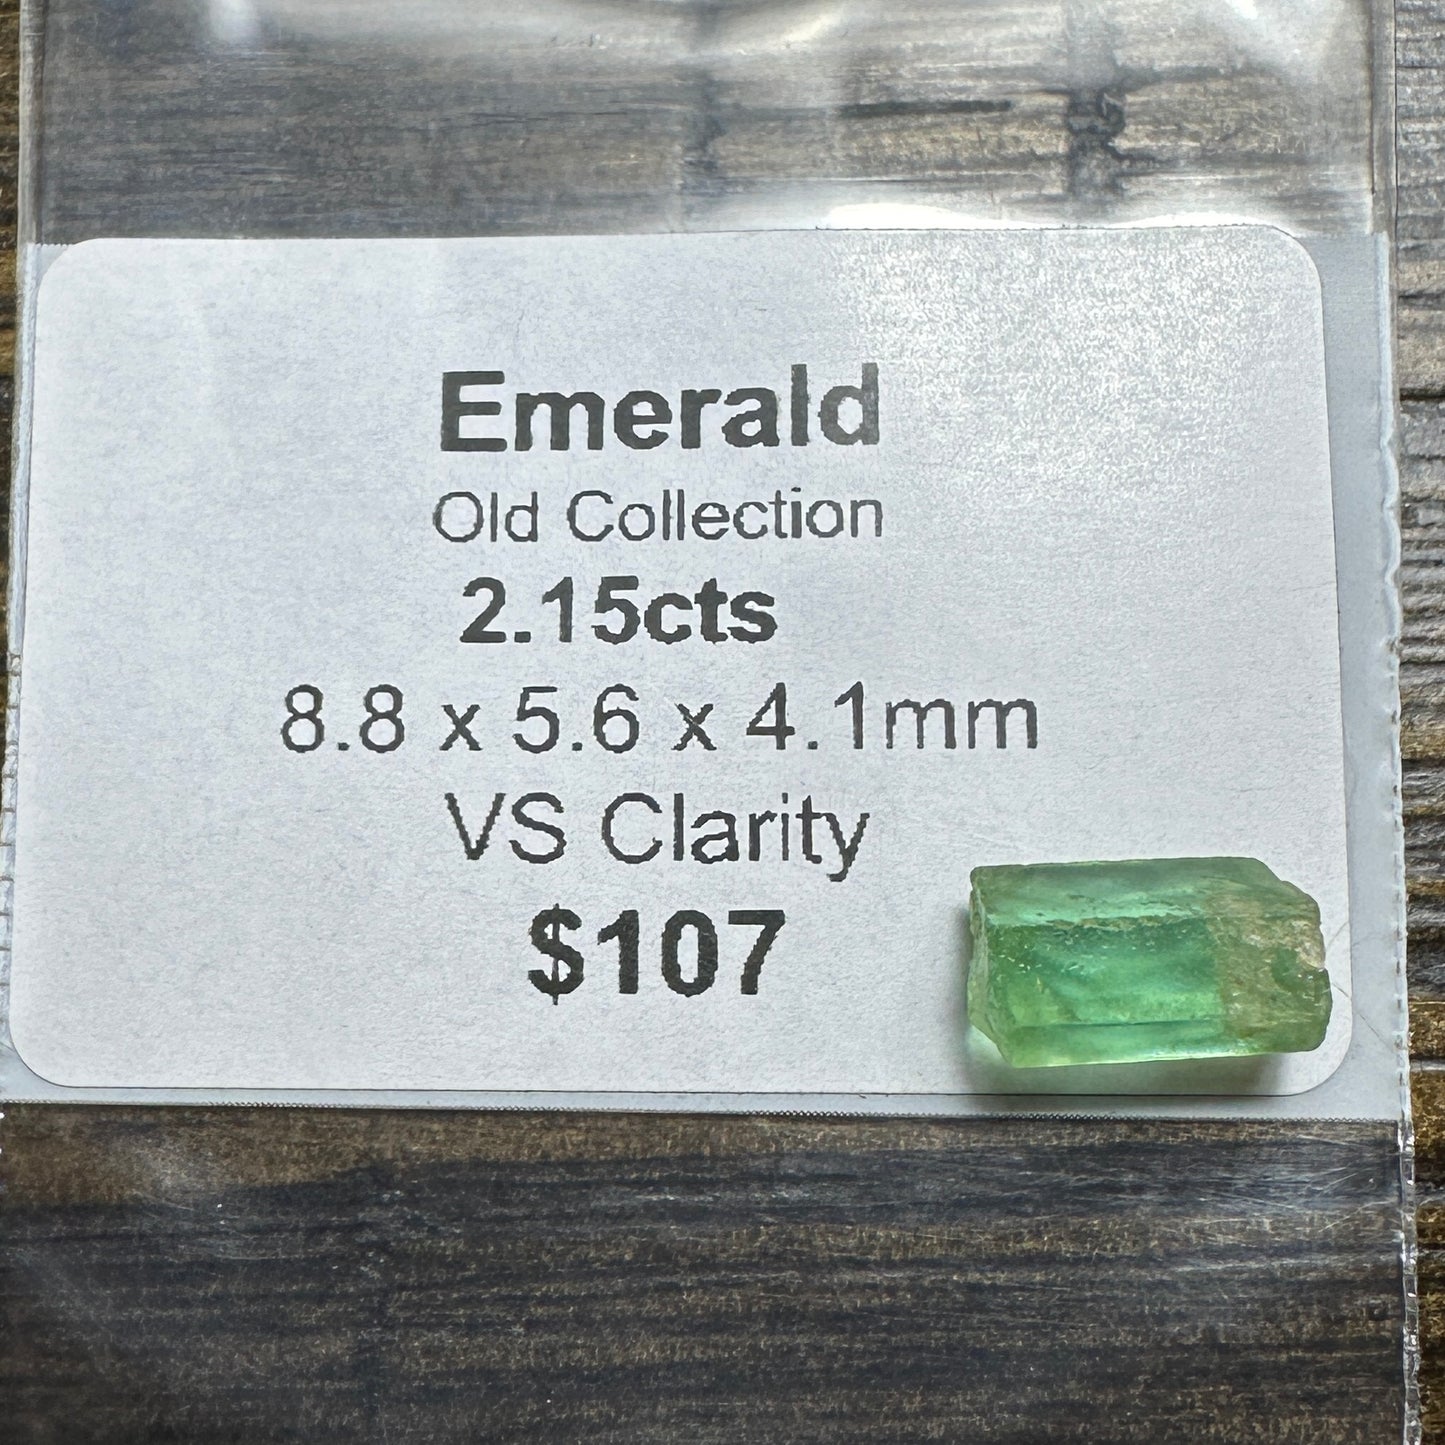 Emerald
Old Collection
2.15cts
8.8 x 5.6 x 4.1mm
VS Clarity
$107